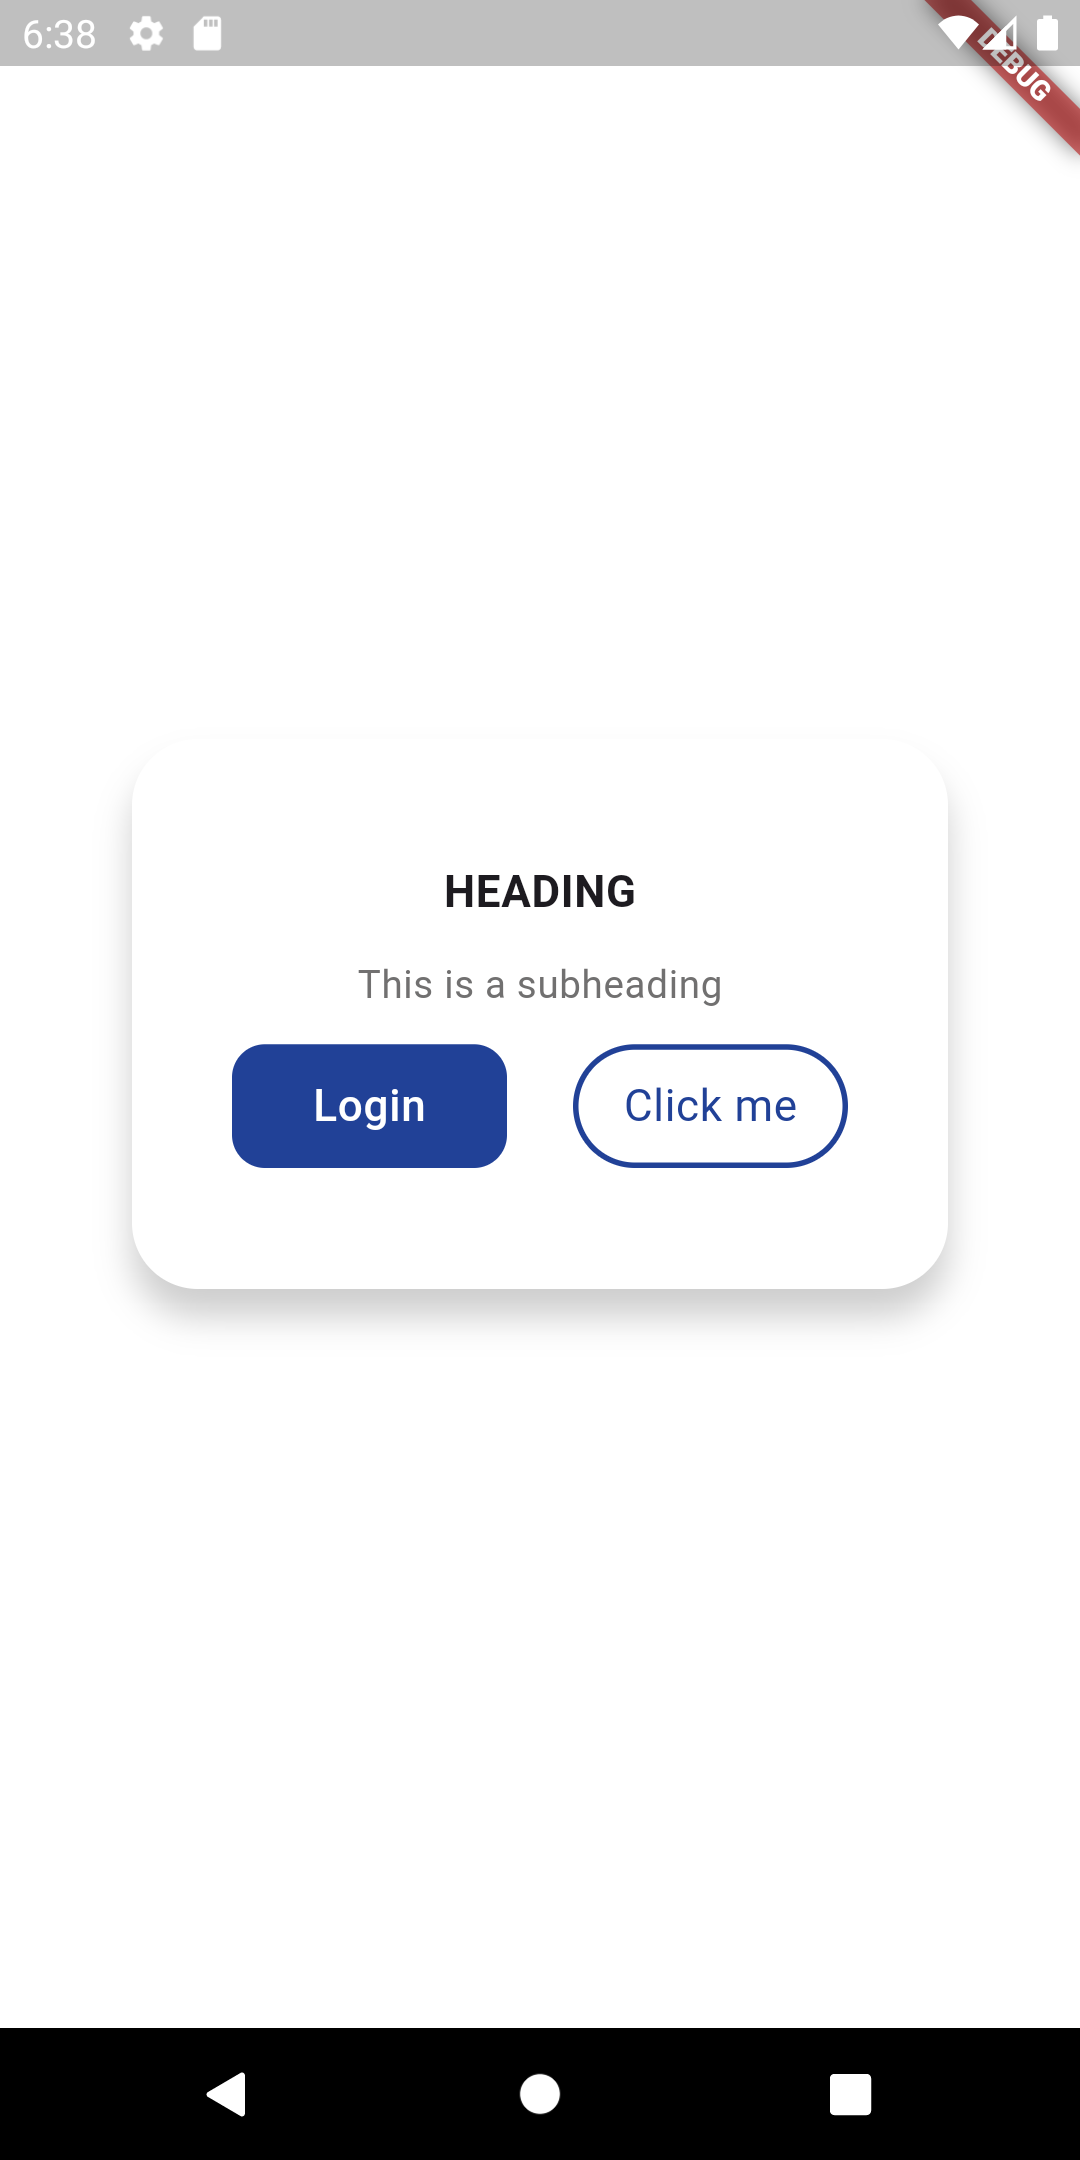 6:38
DEBUG
HEADING
This is a subheading
Login Click me